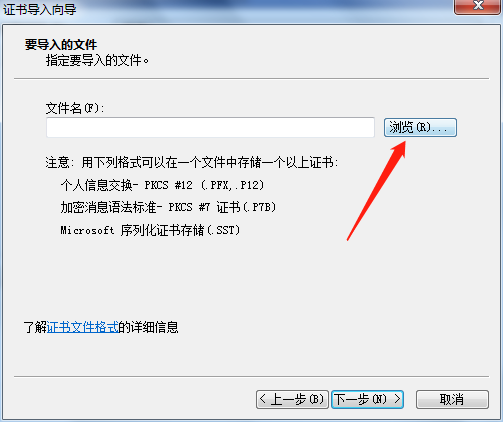 证书导入向导
要导入的文件
指定要导入的文件。
文件名(F):
浏览(R)...
注意: 用下列格式可以在一个文件中存储一个以上证书:
个人信息交换- PKCS #12 (.PFX,.P12)
加密消息语法标准- PKCS #7 证书(.P7B)
Microsoft 序列化证书存储(.SST)
了解证书文件格式的详细信息
< 上一步(B) 下一步(N) > 取消